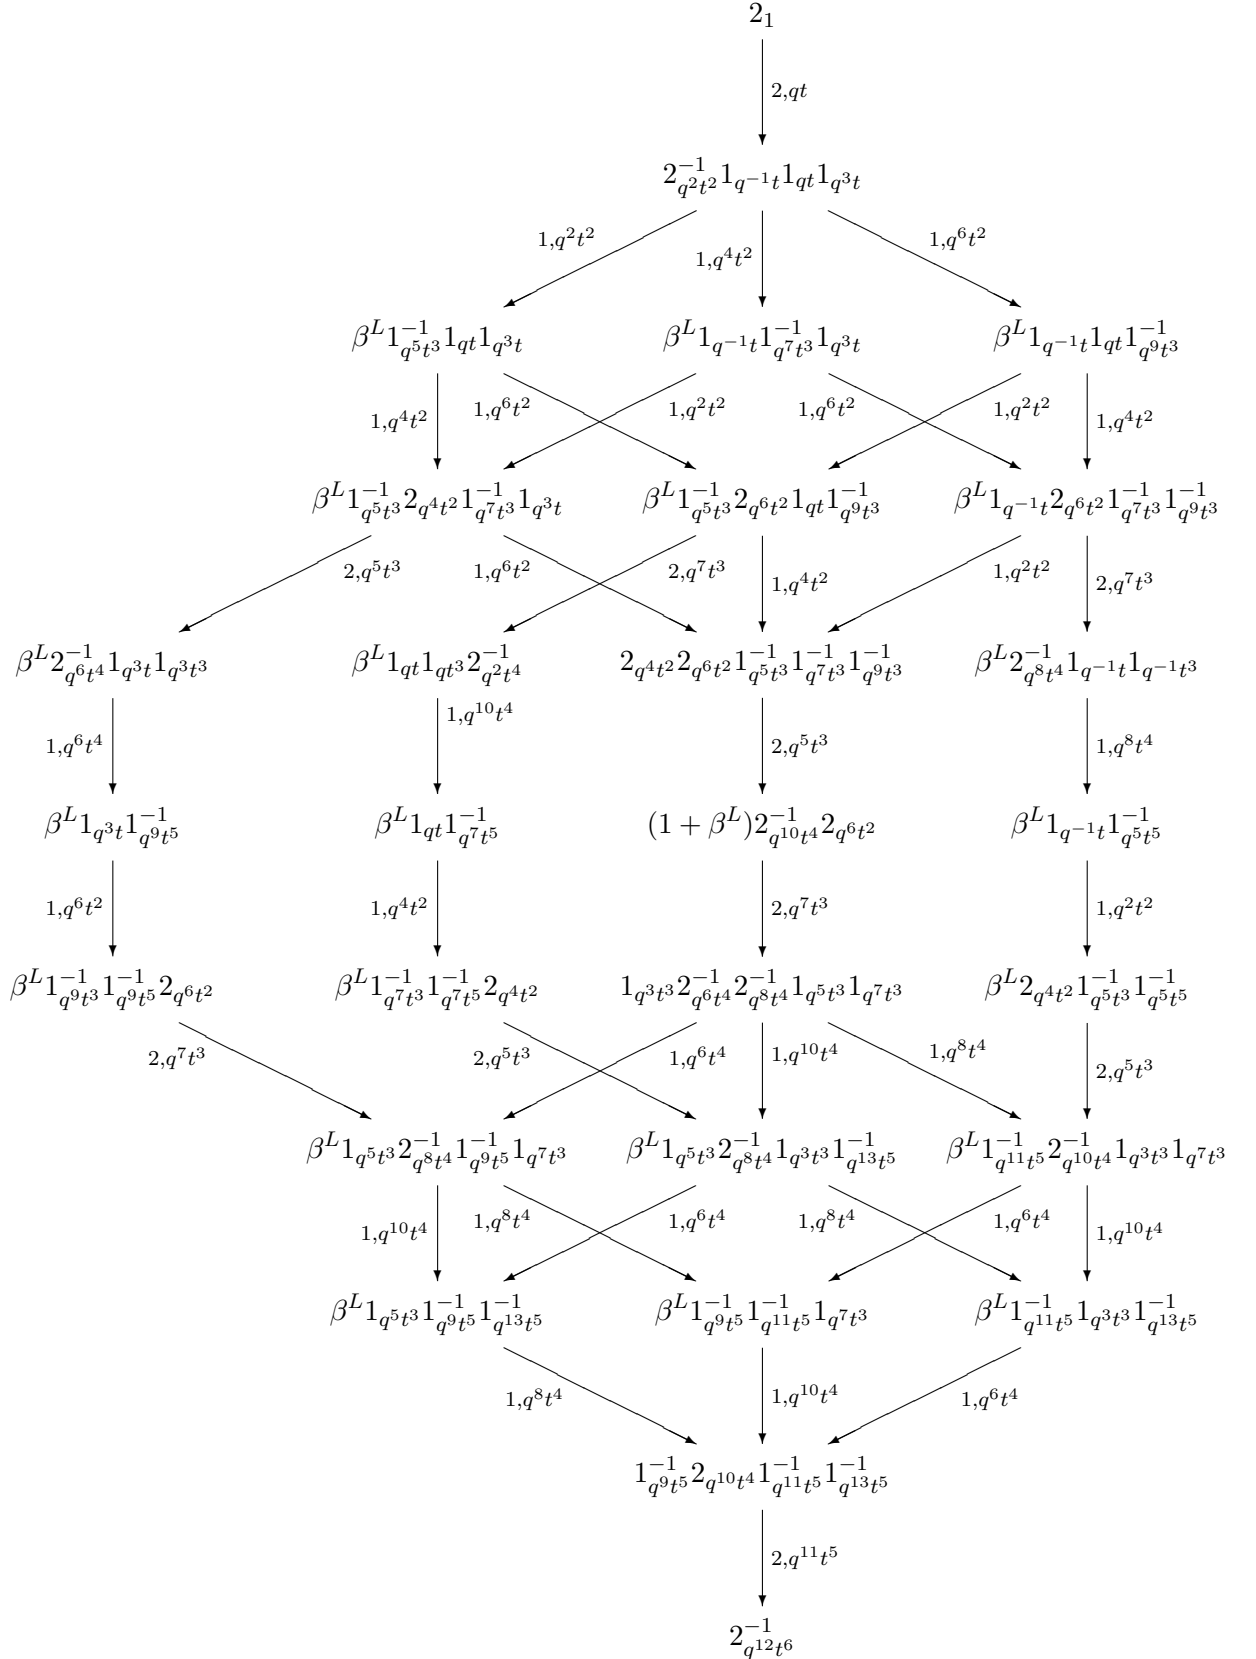 2_1
2,qt
2^{-1}_{q^2t^2}1_{q^{-1}t}1_{qt}1_{q^3t}
1,q^2t^2 1,q^4t^2 1,q^6t^2
β^L1^{-1}_{q^5t^3}1_{qt}1_{q^3t} β^L1_{q^{-1}t}1^{-1}_{q^7t^3}1_{q^3t} β^L1_{q^{-1}t}1_{qt}1^{-1}_{q^9t^3}
1,q^4t^2 1,q^6t^2 1,q^2t^2 1,q^6t^2 1,q^2t^2 1,q^4t^2
β^L1^{-1}_{q^5t^3}2_{q^4t^2}1^{-1}_{q^7t^3}1_{q^3t} β^L1^{-1}_{q^5t^3}2_{q^6t^2}1_{qt}1^{-1}_{q^9t^3} β^L1_{q^{-1}t}2_{q^6t^2}1^{-1}_{q^7t^3}1^{-1}_{q^9t^3}
2,q^5t^3 1,q^6t^2 2,q^7t^3 1,q^4t^2 1,q^2t^2 2,q^7t^3
β^L2^{-1}_{q^6t^4}1_{q^3t}1_{q^3t^3} β^L1_{qt}1_{qt^3}2^{-1}_{q^2t^4} 2_{q^4t^2}2_{q^6t^2}1^{-1}_{q^5t^3}1^{-1}_{q^7t^3}1^{-1}_{q^9t^3} β^L2^{-1}_{q^8t^4}1_{q^{-1}t}1_{q^{-1}t^3}
1,q^6t^4 1,q^{10}t^4 2,q^5t^3 1,q^8t^4
β^L1_{q^3t}1^{-1}_{q^9t^5} β^L1_{qt}1^{-1}_{q^7t^5} (1 + β^L)2^{-1}_{q^{10}t^4}2_{q^6t^2} β^L1_{q^{-1}t}1^{-1}_{q^5t^5}
1,q^6t^2 1,q^4t^2 2,q^7t^3 1,q^2t^2
β^L1^{-1}_{q^9t^3}1^{-1}_{q^9t^5}2_{q^6t^2} β^L1^{-1}_{q^7t^3}1^{-1}_{q^7t^5}2_{q^4t^2} 1_{q^3t^3}2^{-1}_{q^6t^4}2^{-1}_{q^8t^4}1_{q^5t^3}1_{q^7t^3} β^L2_{q^4t^2}1^{-1}_{q^5t^3}1^{-1}_{q^5t^5}
2,q^7t^3 2,q^5t^3 1,q^6t^4 1,q^{10}t^4 1,q^8t^4 2,q^5t^3
β^L1_{q^5t^3}2^{-1}_{q^8t^4}1^{-1}_{q^9t^5}1_{q^7t^3} β^L1_{q^5t^3}2^{-1}_{q^8t^4}1_{q^3t^3}1^{-1}_{q^{13}t^5} β^L1^{-1}_{q^{11}t^5}2^{-1}_{q^{10}t^4}1_{q^3t^3}1_{q^7t^3}
1,q^{10}t^4 1,q^8t^4 1,q^6t^4 1,q^8t^4 1,q^6t^4 1,q^{10}t^4
β^L1_{q^5t^3}1^{-1}_{q^9t^5}1^{-1}_{q^{13}t^5} β^L1^{-1}_{q^9t^5}1^{-1}_{q^{11}t^5}1_{q^7t^3} β^L1^{-1}_{q^{11}t^5}1_{q^3t^3}1^{-1}_{q^{13}t^5}
1,q^8t^4 1,q^{10}t^4 1,q^6t^4
1^{-1}_{q^9t^5}2_{q^{10}t^4}1^{-1}_{q^{11}t^5}1^{-1}_{q^{13}t^5}
2,q^{11}t^5
2^{-1}_{q^{12}t^6}